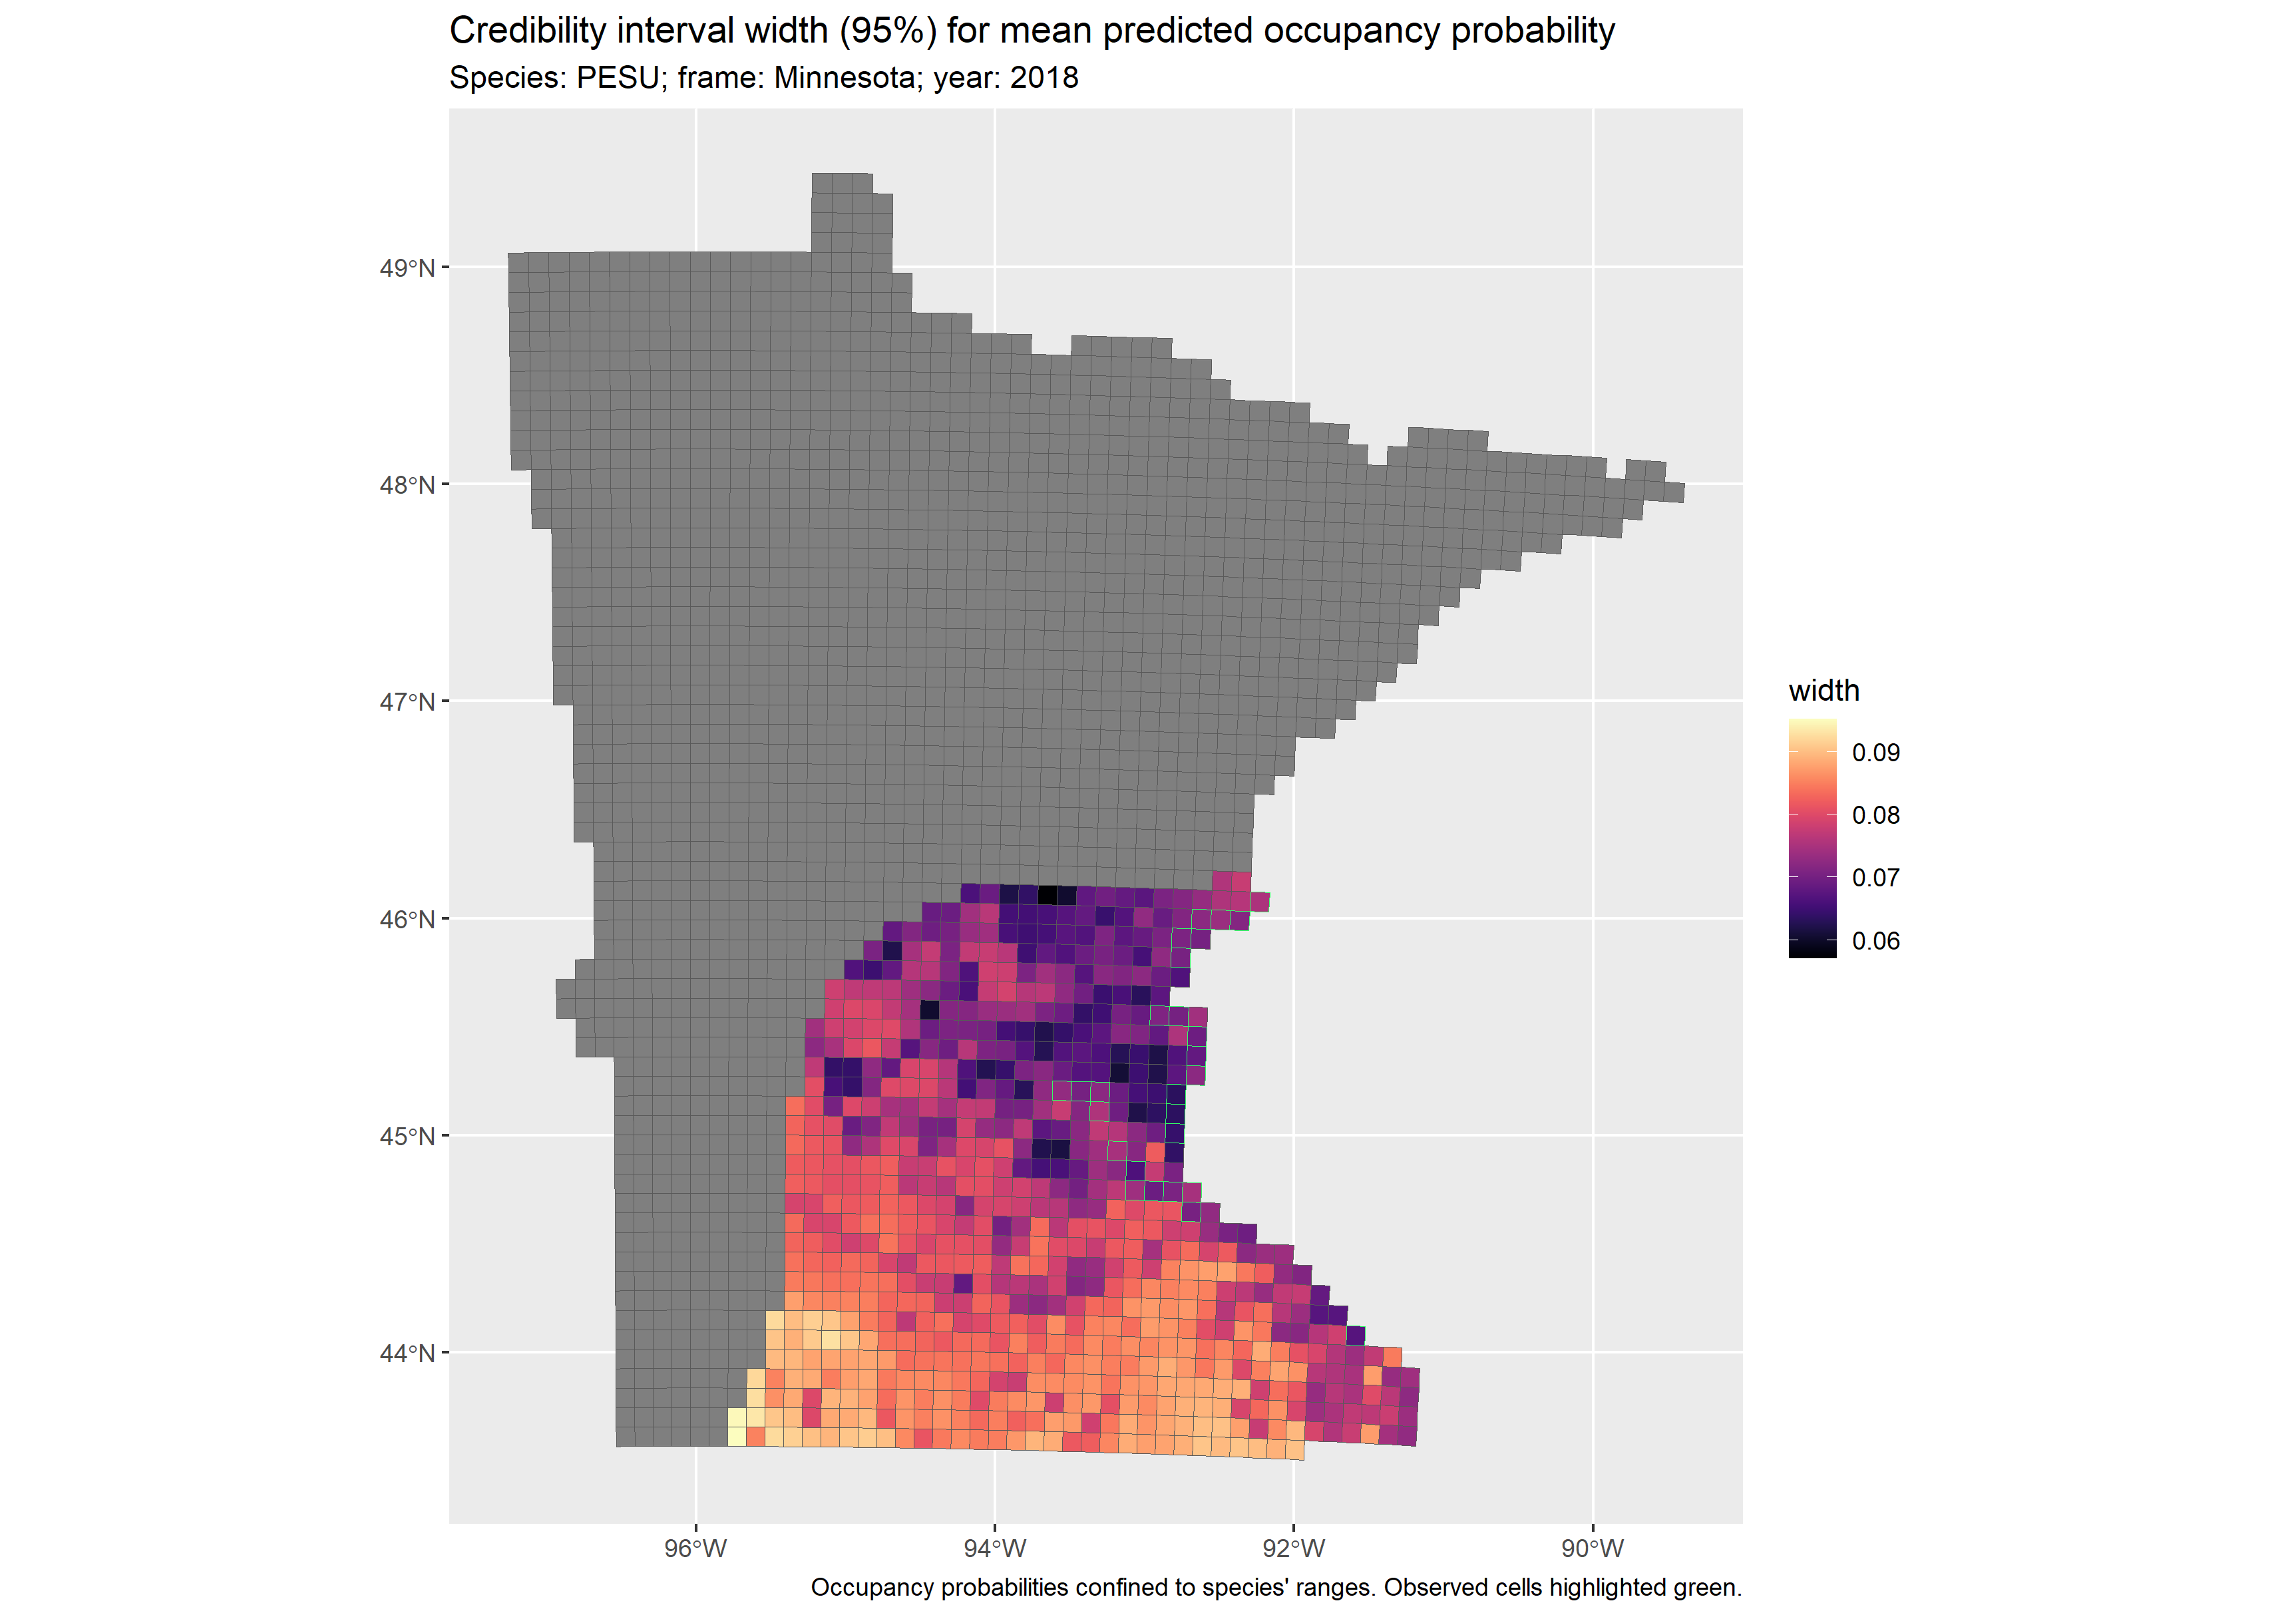 Credibility interval width (95%) for mean predicted occupancy probability
Species: PESU; frame: Minnesota; year: 2018
49°N
48°N
47°N
46°N
45°N
44°N
96°W
94°W
92°W
90°W
width
0.09
0.08
0.07
0.06
Occupancy probabilities confined to species' ranges. Observed cells highlighted green.